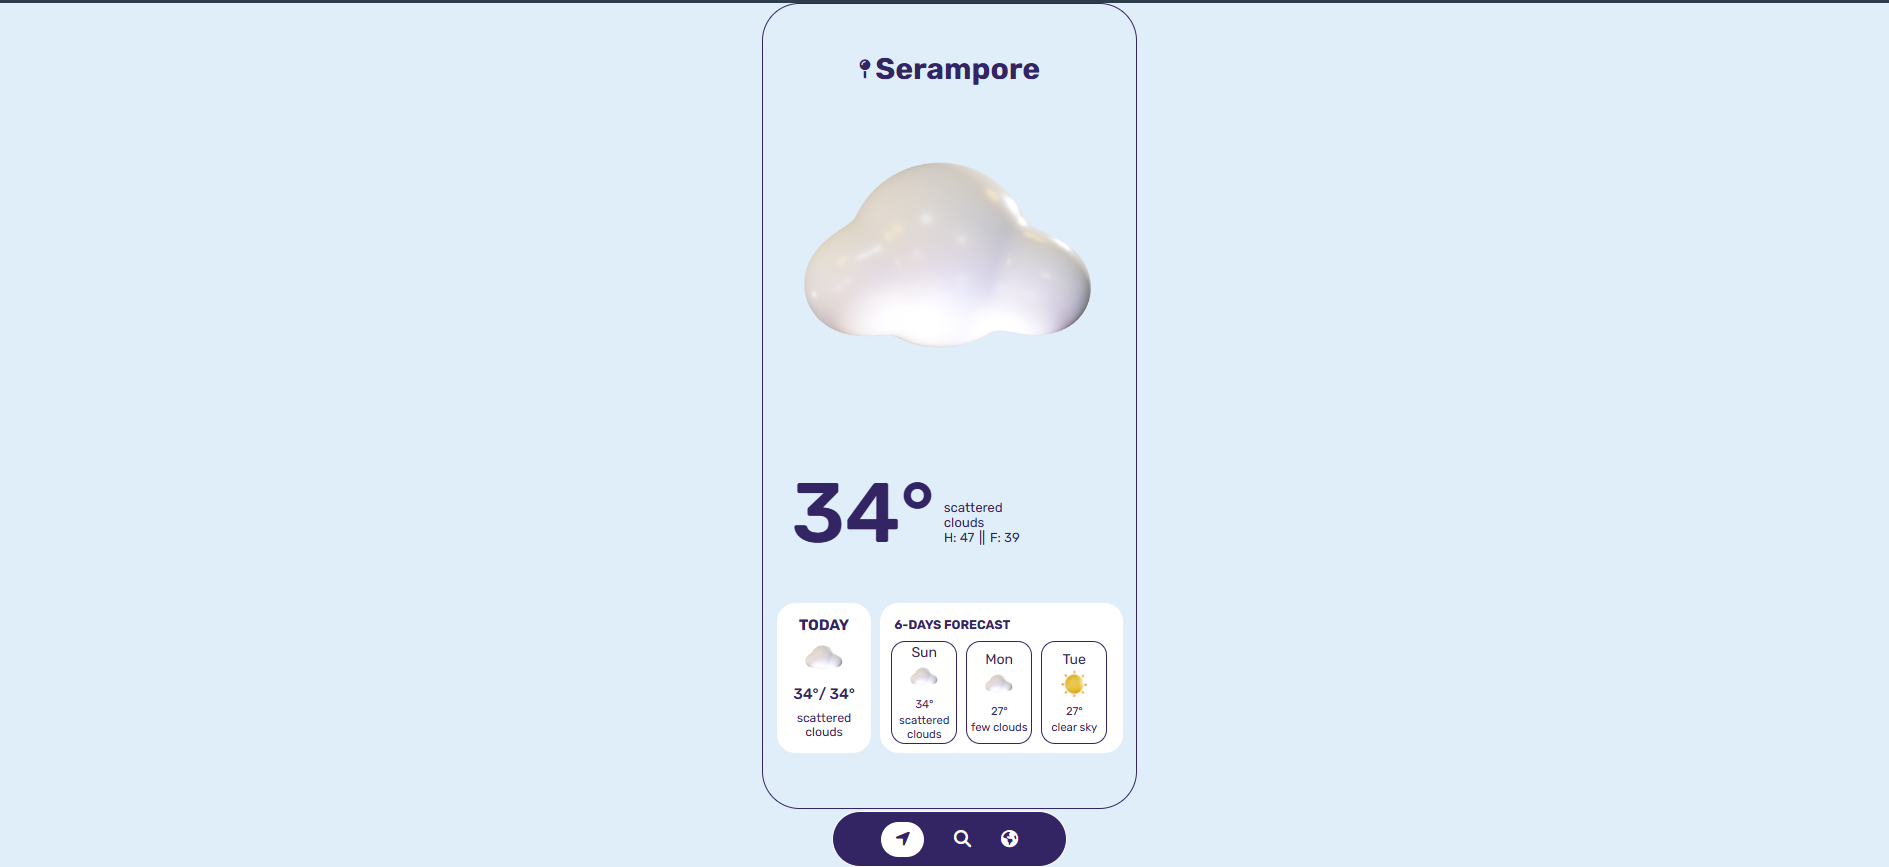 Serampore
34°
scattered
clouds
H: 47 || F: 39
TODAY
34°/ 34°
scattered
clouds
6-DAYS FORECAST
Sun
34°
scattered
clouds
Mon
27°
few clouds
Tue
27°
clear sky